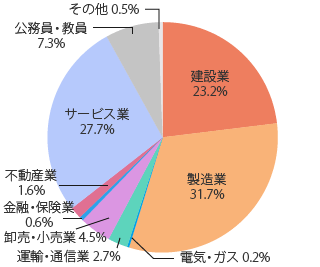 その他 0.5%
公務員・教員
7.3%
建設業
23.2%
サービス業
27.7%
製造業
31.7%
不動産業
1.6%
金融・保険業
0.6%
卸売・小売業 4.5%
運輸・通信業 2.7%
電気・ガス 0.2%